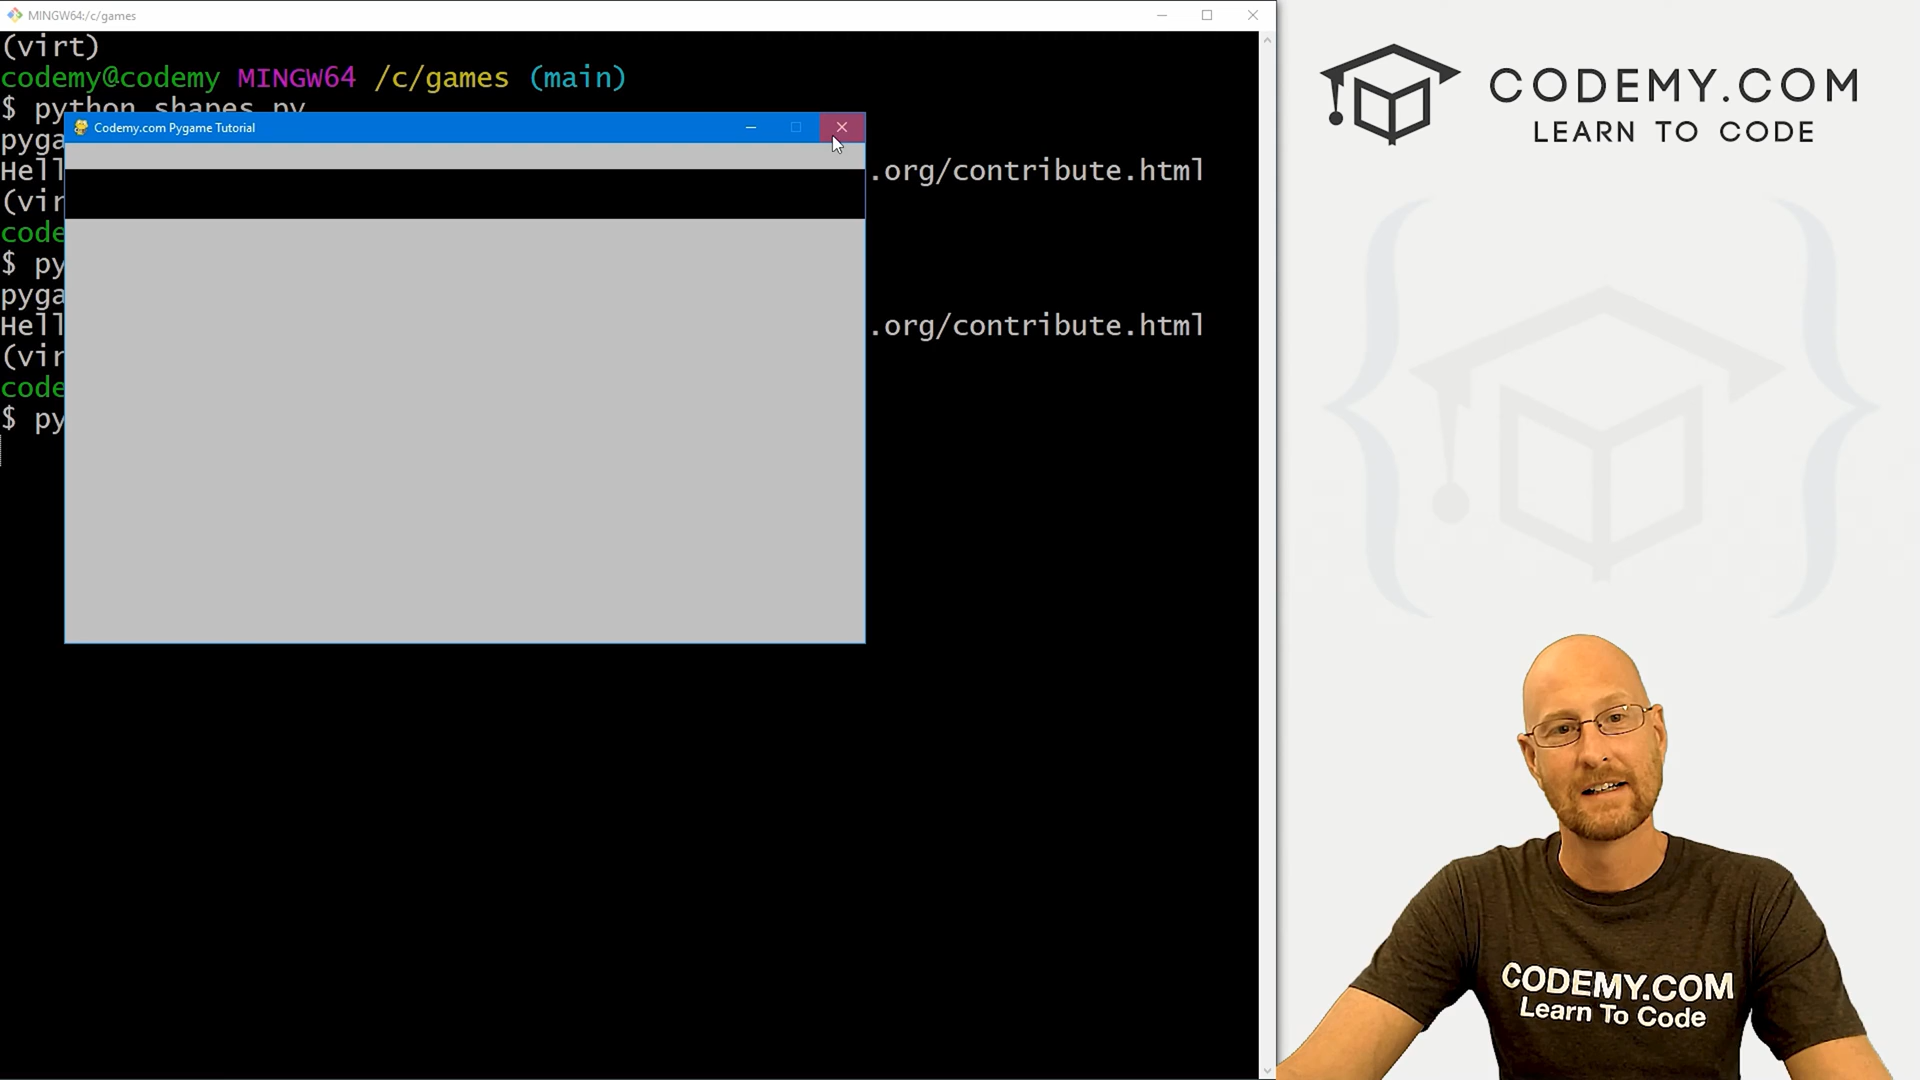 MINGW64:/c/games
(virt)
codemy@codemy MINGW64 /c/games (main)
$ python shapes.py
Codemy.com Pygame Tutorial
pyga
Hell .org/contribute.html
(vir
code
$ py
pyga
Hell .org/contribute.html
(vir
code
$ py
CODEMY.COM
LEARN TO CODE
CODEMY.COM
Learn To Code